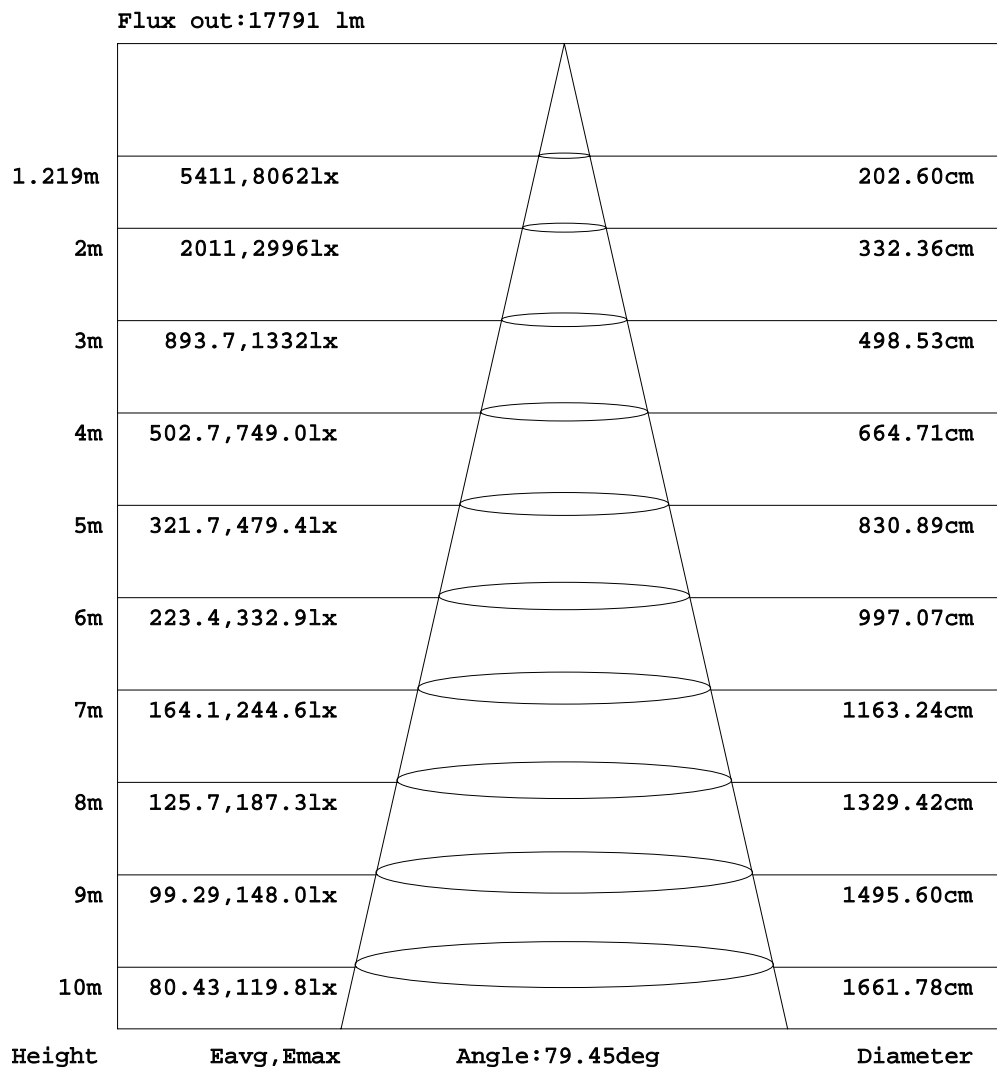 Flux out:17791 lm
1.219m 5411,8062lx 202.60cm
2m 2011,2996lx 332.36cm
3m 893.7,1332lx 498.53cm
4m 502.7,749.0lx 664.71cm
5m 321.7,479.4lx 830.89cm
6m 223.4,332.9lx 997.07cm
7m 164.1,244.6lx 1163.24cm
8m 125.7,187.3lx 1329.42cm
9m 99.29,148.0lx 1495.60cm
10m 80.43,119.8lx 1661.78cm
Height Eavg,Emax Angle:79.45deg Diameter